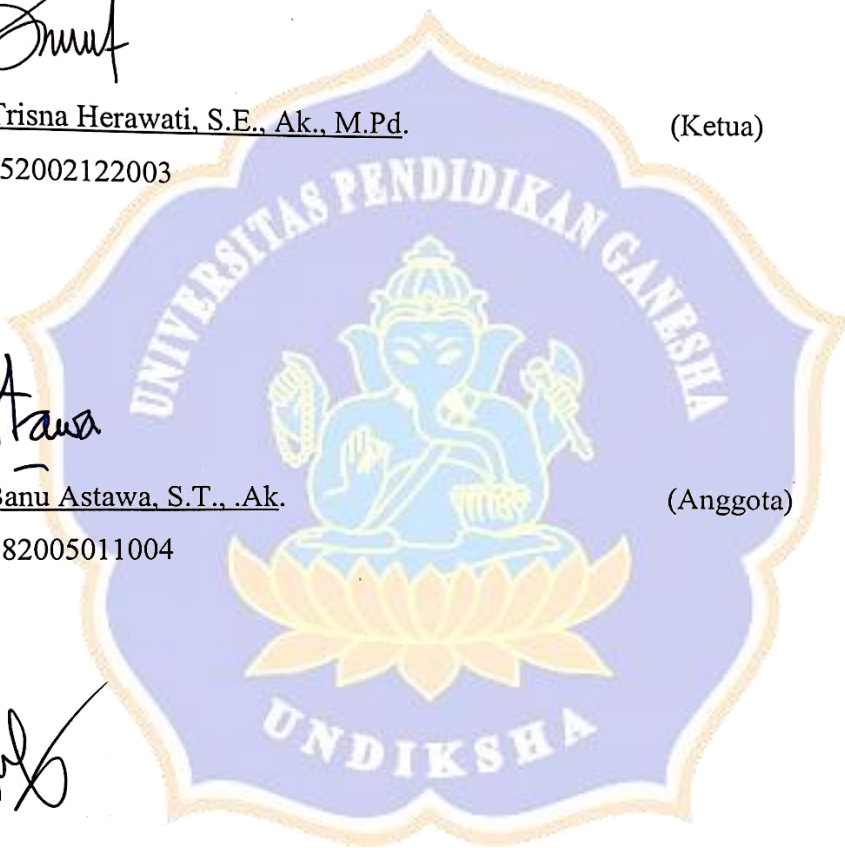 Trisna Herawati, S.E., Ak., M.Pd. (Ketua)
52002122003
UNIVERSITAS PENDIDIKAN GANESHA
Banu Astawa, S.T., .Ak. (Anggota)
82005011004
UNDIKSHA